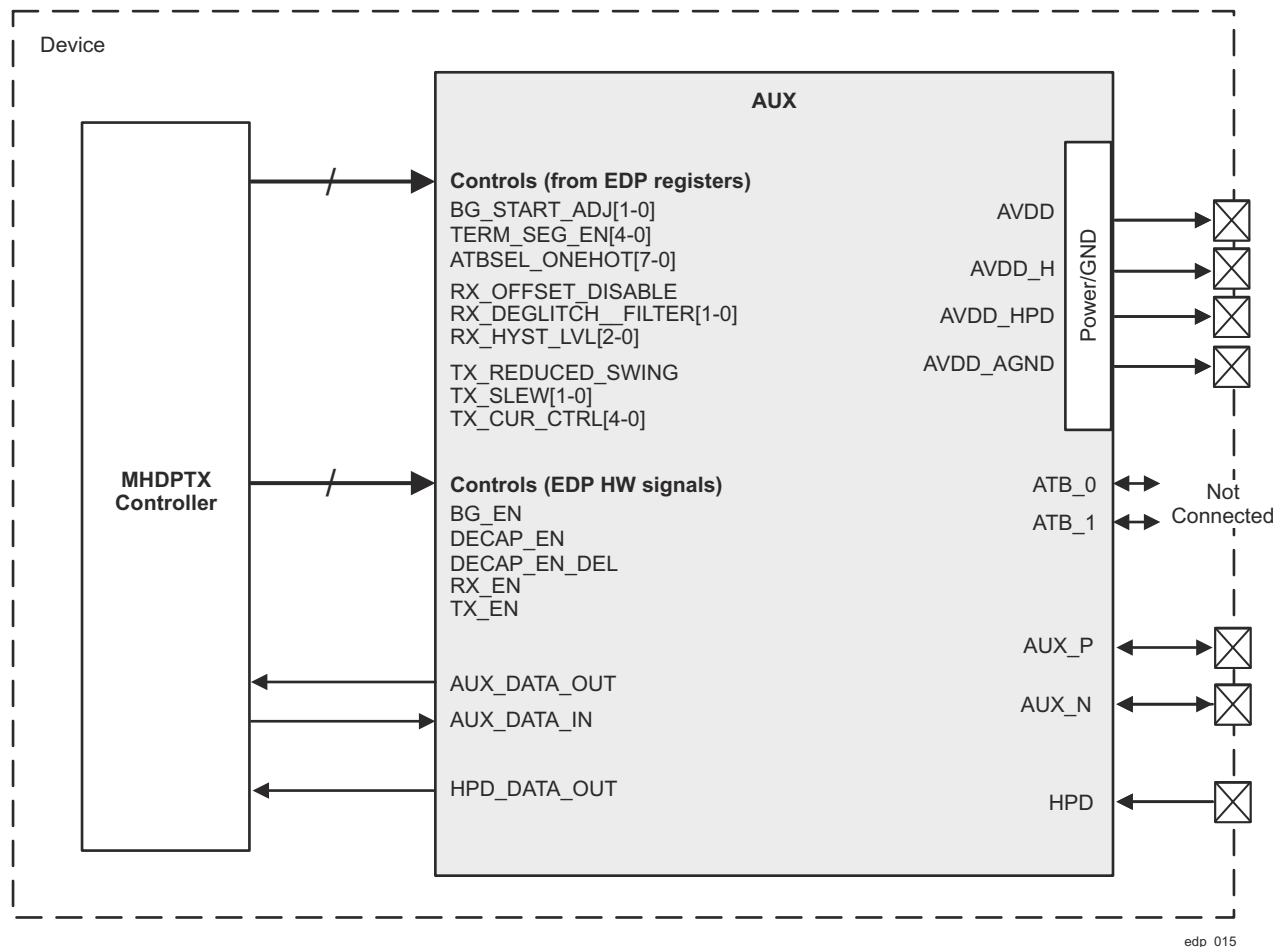 Device
AUX
Controls (from EDP registers)
BG_START_ADJ[1-0]
TERM_SEG_EN[4-0]
ATBSEL_ONEHOT[7-0]
RX_OFFSET_DISABLE
RX_DEGLITCH__FILTER[1-0]
RX_HYST_LVL[2-0]
TX_REDUCED_SWING
TX_SLEW[1-0]
TX_CUR_CTRL[4-0]
AVDD
AVDD_H
AVDD_HPD
AVDD_AGND
Power/GND
MHDPTX
Controller
Controls (EDP HW signals)
BG_EN
DECAP_EN
DECAP_EN_DEL
RX_EN
TX_EN
ATB_0
ATB_1
Not
Connected
AUX_DATA_OUT
AUX_DATA_IN
HPD_DATA_OUT
AUX_P
AUX_N
HPD
edp_015